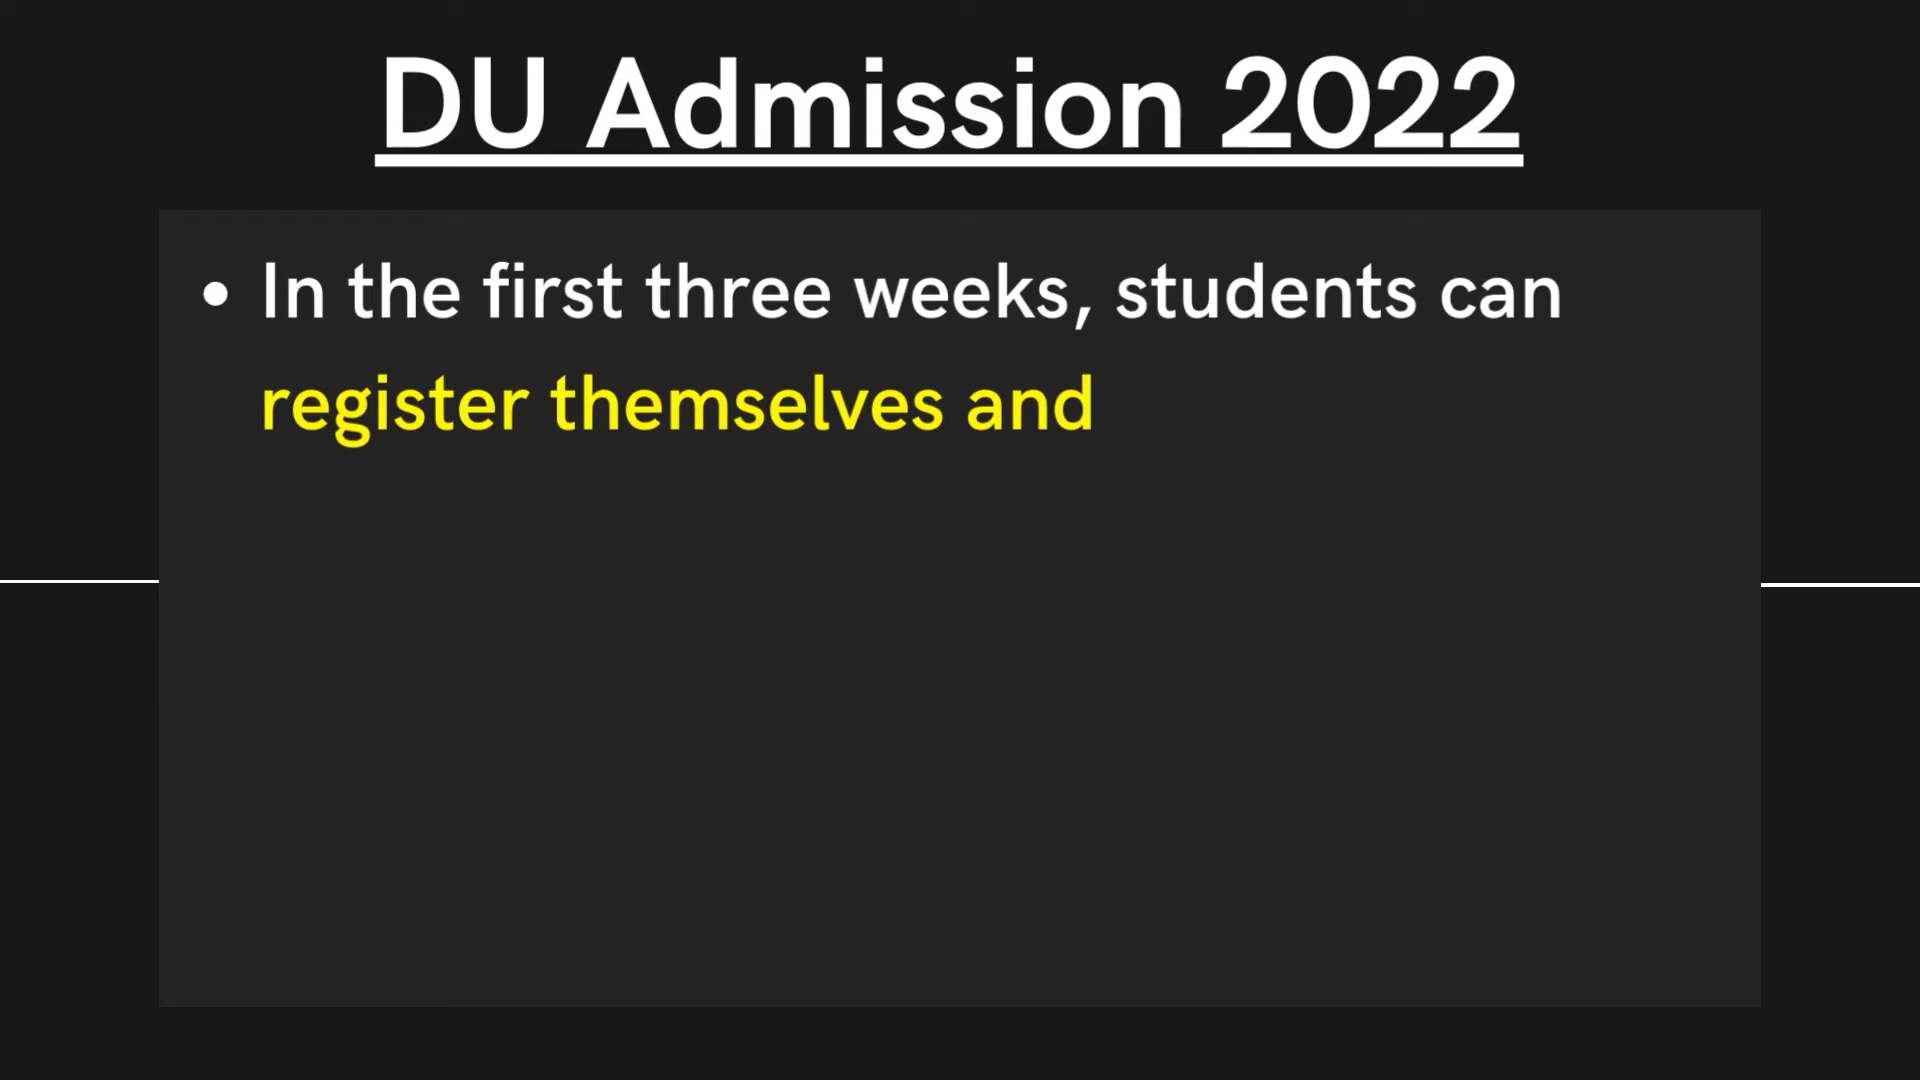 DU Admission 2022
• In the first three weeks, students can
register themselves and